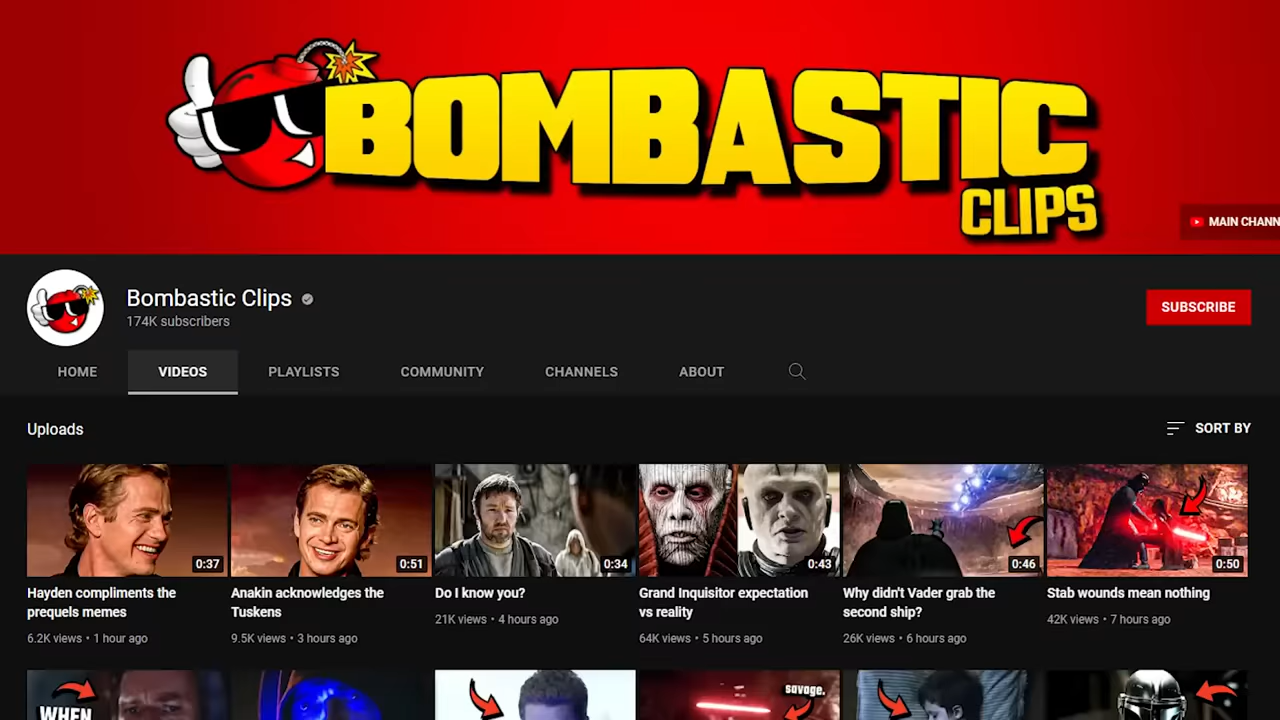 BOMBASTIC
CLIPS
MAIN CHANN
Bombastic Clips
174K subscribers
SUBSCRIBE
HOME
VIDEOS
PLAYLISTS
COMMUNITY
CHANNELS
ABOUT
Uploads
SORT BY
0:37
0:51
0:34
0:43
0:46
0:50
Hayden compliments the
prequels memes
6.2K views • 1 hour ago
Anakin acknowledges the
Tuskens
9.5K views • 3 hours ago
Do I know you?
21K views • 4 hours ago
Grand Inquisitor expectation
vs reality
64K views • 5 hours ago
Why didn't Vader grab the
second ship?
26K views • 6 hours ago
Stab wounds mean nothing
42K views • 7 hours ago
WHEN
savage.